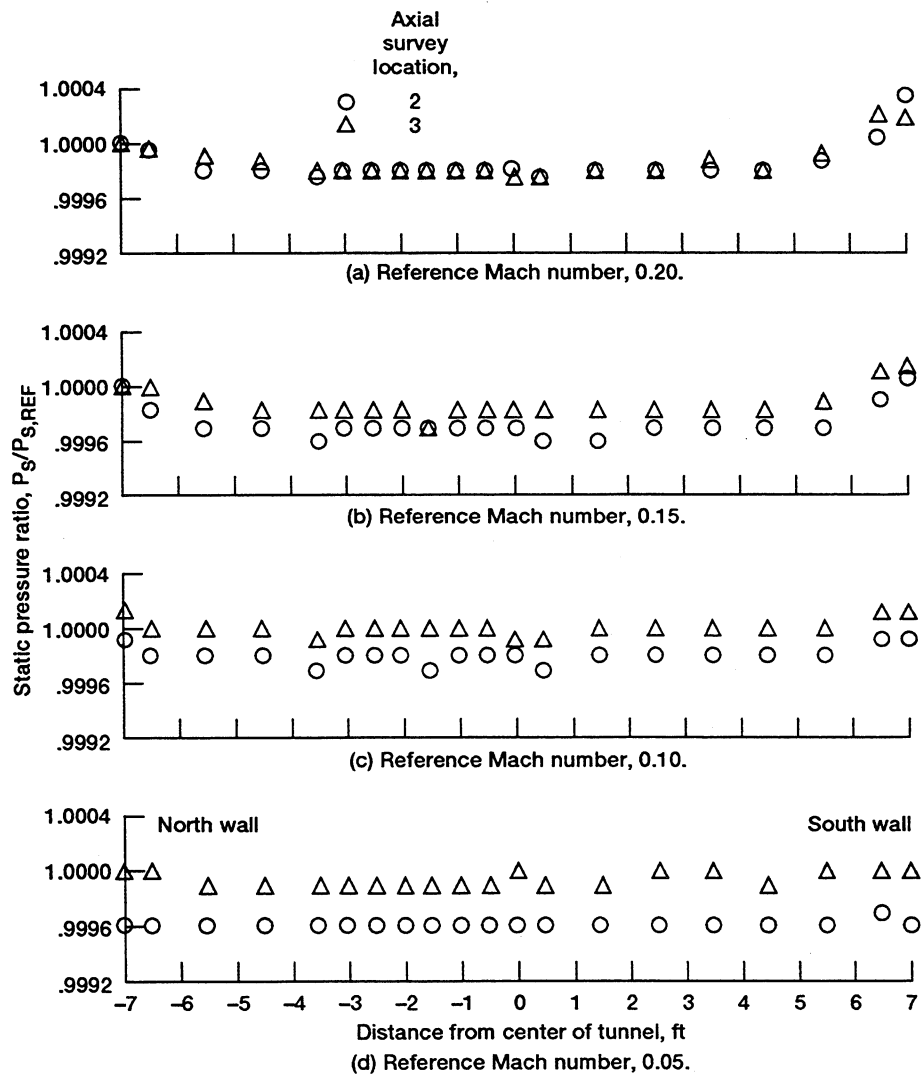 Axial
survey
location,
2
3
1.0004
1.0000
.9996
.9992
(a) Reference Mach number, 0.20.
1.0004
1.0000
.9996
.9992
(b) Reference Mach number, 0.15.
Static pressure ratio, PS/PS,REF
1.0004
1.0000
.9996
.9992
(c) Reference Mach number, 0.10.
1.0004
1.0000
.9996
.9992
North wall
South wall
–7 –6 –5 –4 –3 –2 –1 0 1 2 3 4 5 6 7
Distance from center of tunnel, ft
(d) Reference Mach number, 0.05.